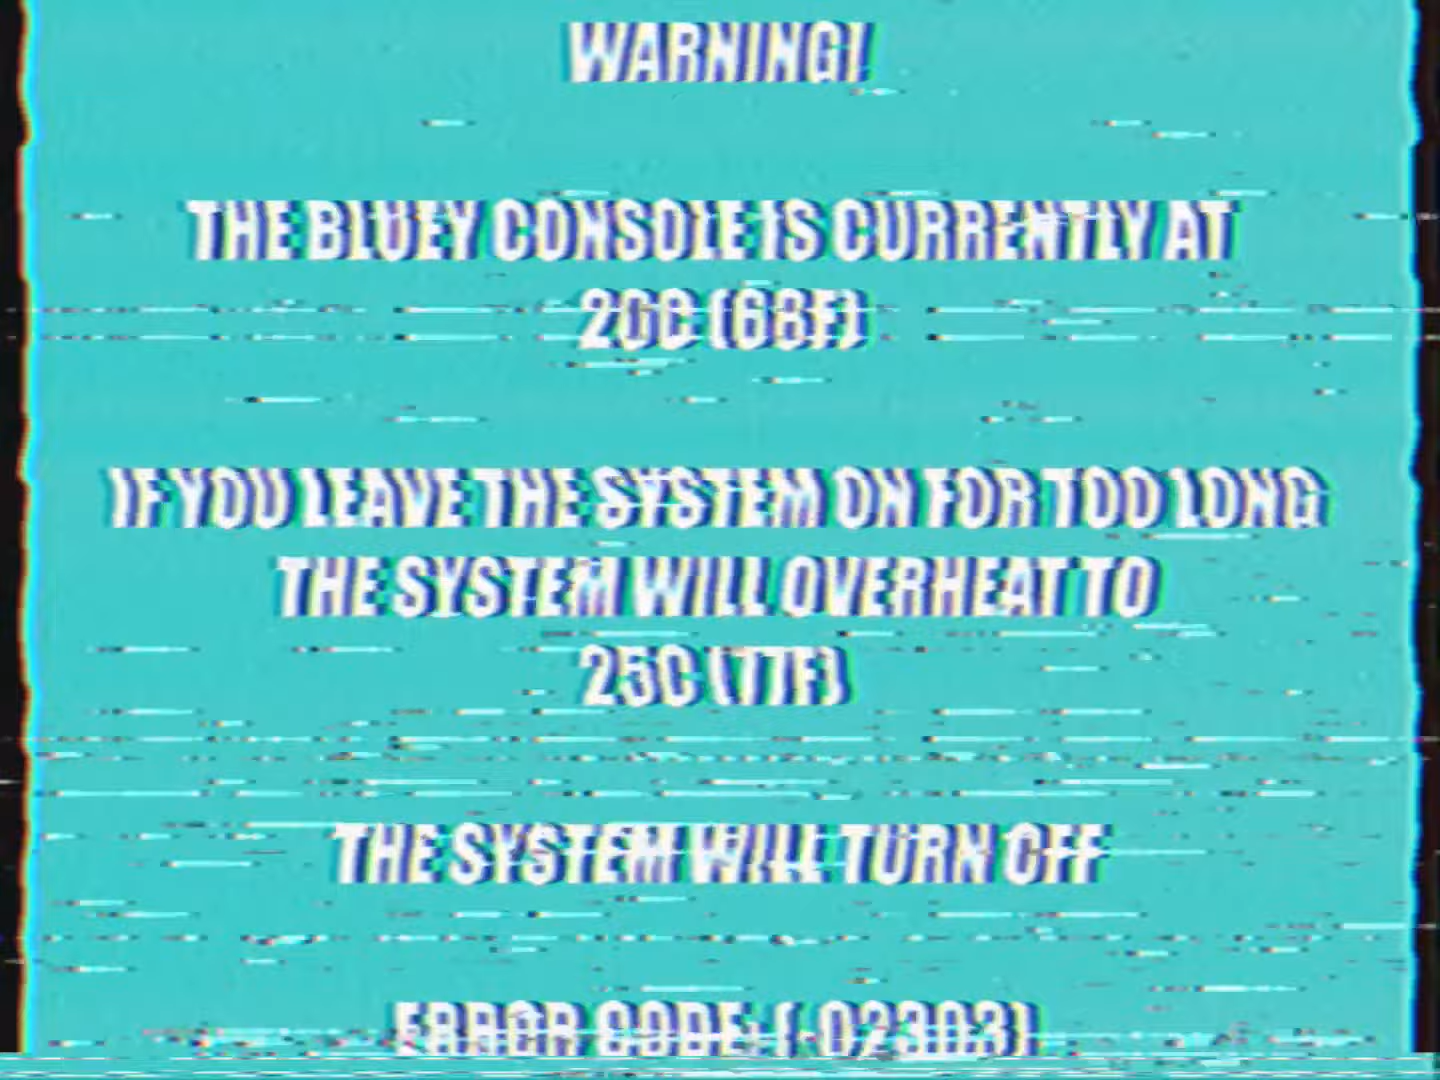 WARNING!
THE BLUEY CONSOLE IS CURRENTLY AT
20C (68F)
IF YOU LEAVE THE SYSTEM ON FOR TOO LONG
THE SYSTEM WILL OVERHEAT TO
25C (77F)
THE SYSTEM WILL TURN OFF
ERROR CODE: (-02303)